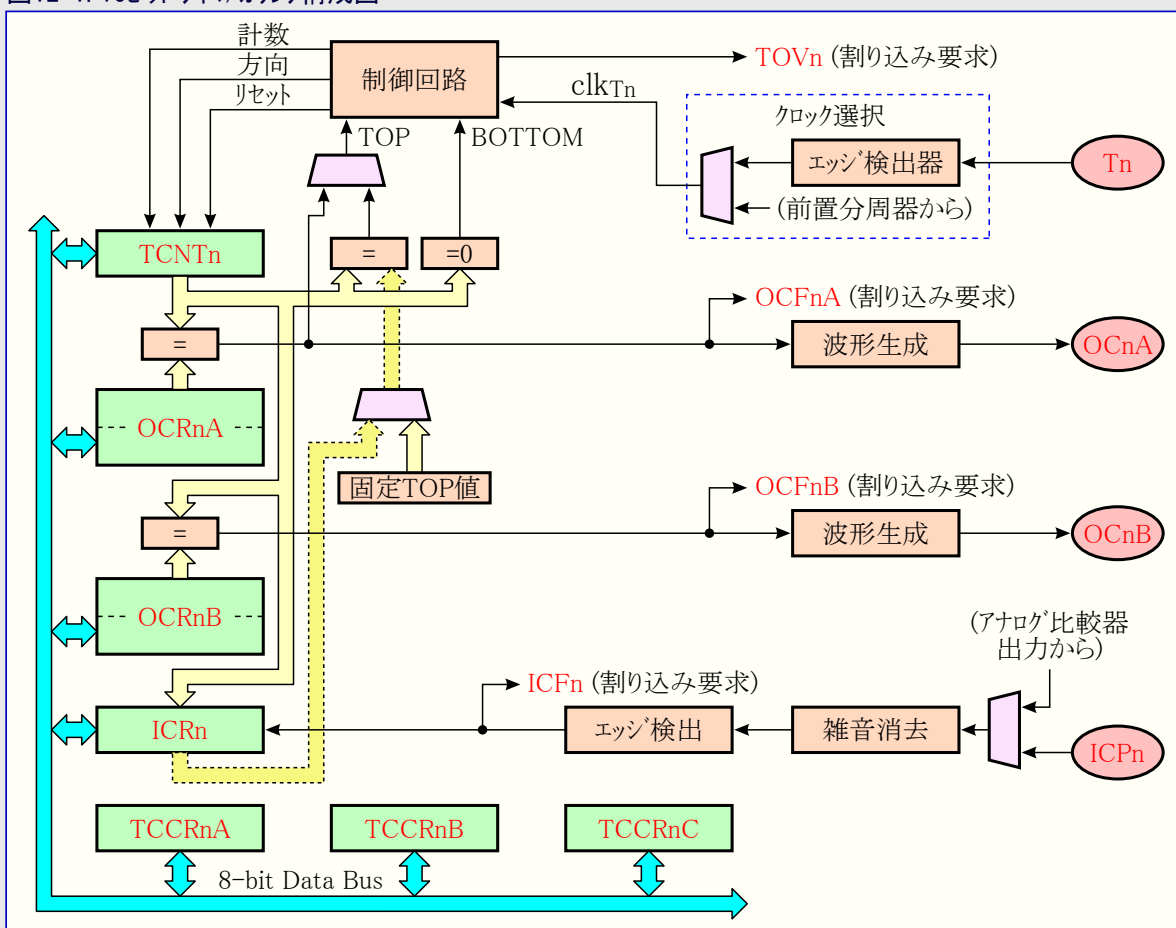 計数
方向
リセット
制御回路
TOVn (割り込み要求)
clkTn
クロック選択
TOP
BOTTOM
エッジ検出器
Tn
(前置分周器から)
TCNTn
=
=0
OCFnA (割り込み要求)
=
波形生成
OCnA
OCRnA
固定TOP値
OCFnB (割り込み要求)
=
波形生成
OCnB
OCRnB
(アナログ比較器
出力から)
ICFn (割り込み要求)
ICRn
エッジ検出
雑音消去
ICPn
TCCRnA
TCCRnB
TCCRnC
8-bit Data Bus